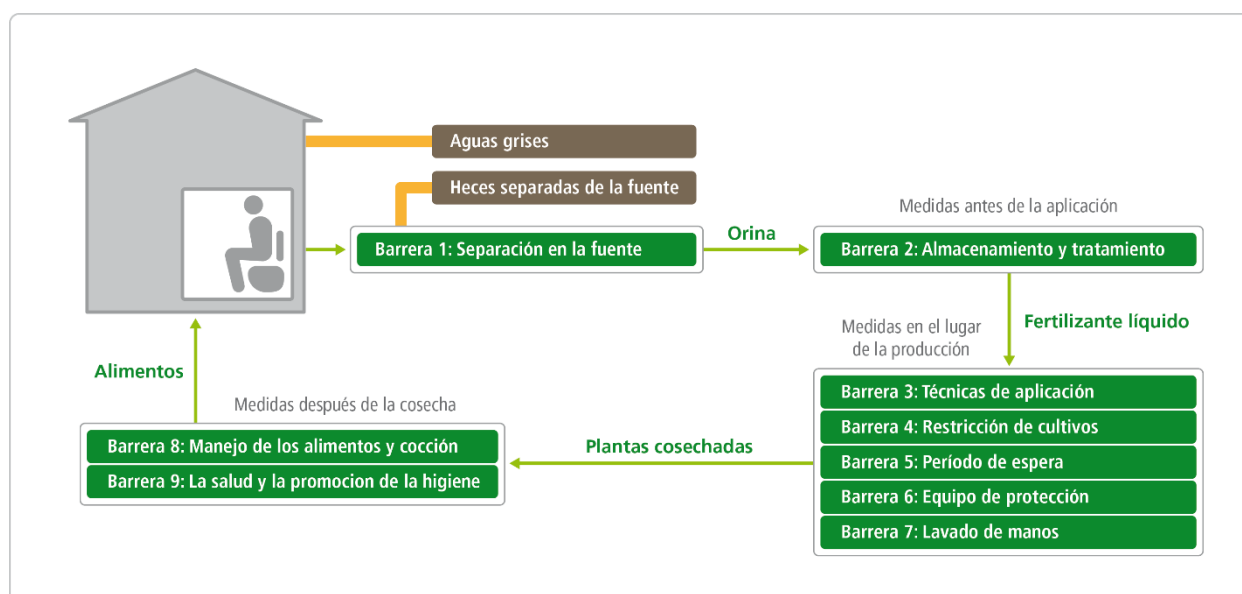 Aguas grises
Heces separadas de la fuente
Barrera 1: Separación en la fuente
Orina
Medidas antes de la aplicación
Barrera 2: Almacenamiento y tratamiento
Fertilizante líquido
Medidas en el lugar
de la producción
Barrera 3: Técnicas de aplicación
Barrera 4: Restricción de cultivos
Barrera 5: Período de espera
Barrera 6: Equipo de protección
Barrera 7: Lavado de manos
Plantas cosechadas
Medidas después de la cosecha
Barrera 8: Manejo de los alimentos y cocción
Barrera 9: La salud y la promocion de la higiene
Alimentos